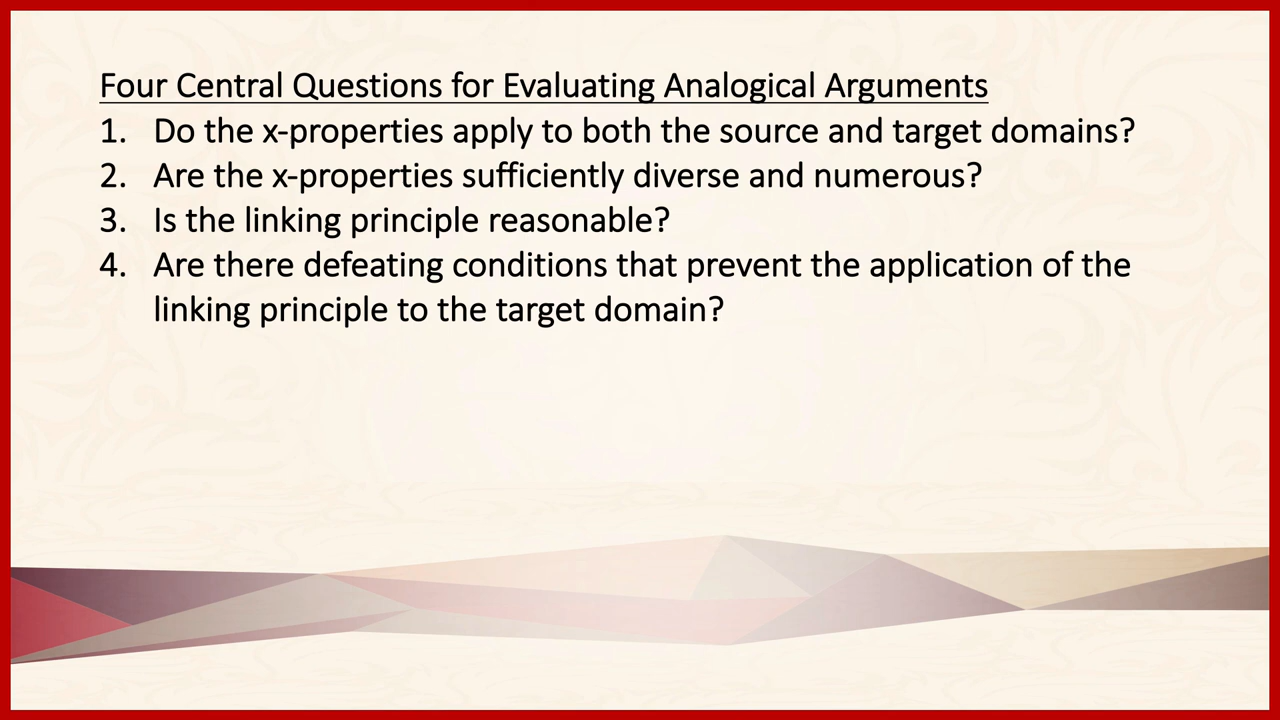 Four Central Questions for Evaluating Analogical Arguments
1. Do the x-properties apply to both the source and target domains?
2. Are the x-properties sufficiently diverse and numerous?
3. Is the linking principle reasonable?
4. Are there defeating conditions that prevent the application of the
linking principle to the target domain?